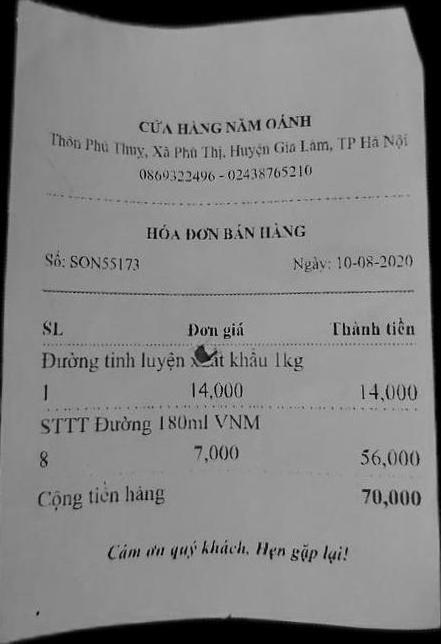 CỬA HÀNG NĂM OÁNH
Thôn Phú Thuỵ, Xã Phú Thị, Huyện Gia Lâm, TP Hà Nội
0869322496 - 02438765210
HÓA ĐƠN BÁN HÀNG
Số: SON55173 Ngày: 10-08-2020
SL Đơn giá Thành tiền
Đường tinh luyện xuất khẩu 1kg
1 14,000 14,000
STTT Đường 180ml VNM
8 7,000 56,000
Cộng tiền hàng 70,000
Cảm ơn quý khách. Hẹn gặp lại!